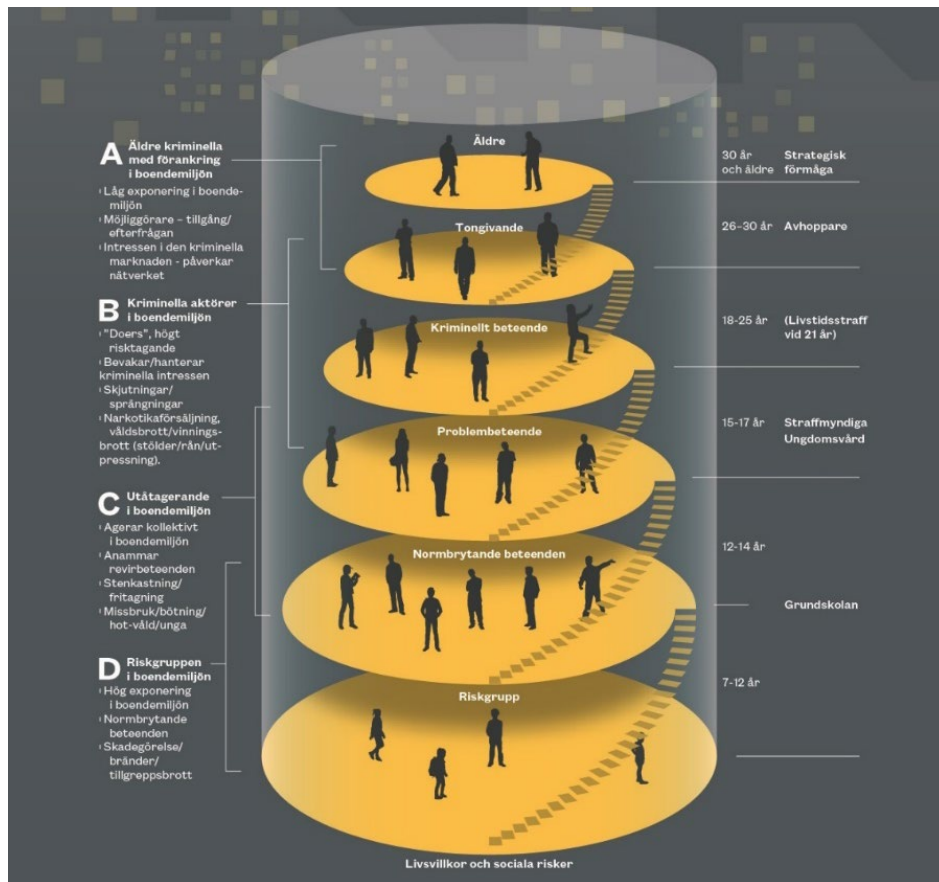 A
Äldre kriminella
med förankring
i boendemiljön
Låg exponering i boende-
miljön
Möjliggörare – tillgång/
efterfrågan
Intressen i den kriminella
marknaden - påverkar
nätverket
B
Kriminella aktörer
i boendemiljön
"Doers", högt
risktagande
Bevakar/hanterar
kriminella intressen
Skjutningar/
sprängningar
Narkotikaförsäljning,
våldsbrott/vinnings-
brott (stölder/rån/ut-
pressning).
C
Utåtagerande
i boendemiljön
Agerar kollektivt
i boendemiljön
Anammar
revirbeteenden
Stenkastning/
fritagning
Missbruk/bötning/
hot-våld/unga
D
Riskgruppen
i boendemiljön
Hög exponering
i boendemiljön
Normbrytande
beteenden
Skadegörelse/
bränder/
tillgreppsbrott
Äldre
Tongivande
Kriminellt beteende
Problembeteende
Normbrytande beteenden
Riskgrupp
Livsvillkor och sociala risker
30 år
och äldre
Strategisk
förmåga
26–30 år
Avhoppare
18-25 år
(Livstidsstraff
vid 21 år)
15-17 år
Straffmyndiga
Ungdomsvård
12-14 år
Grundskolan
7-12 år